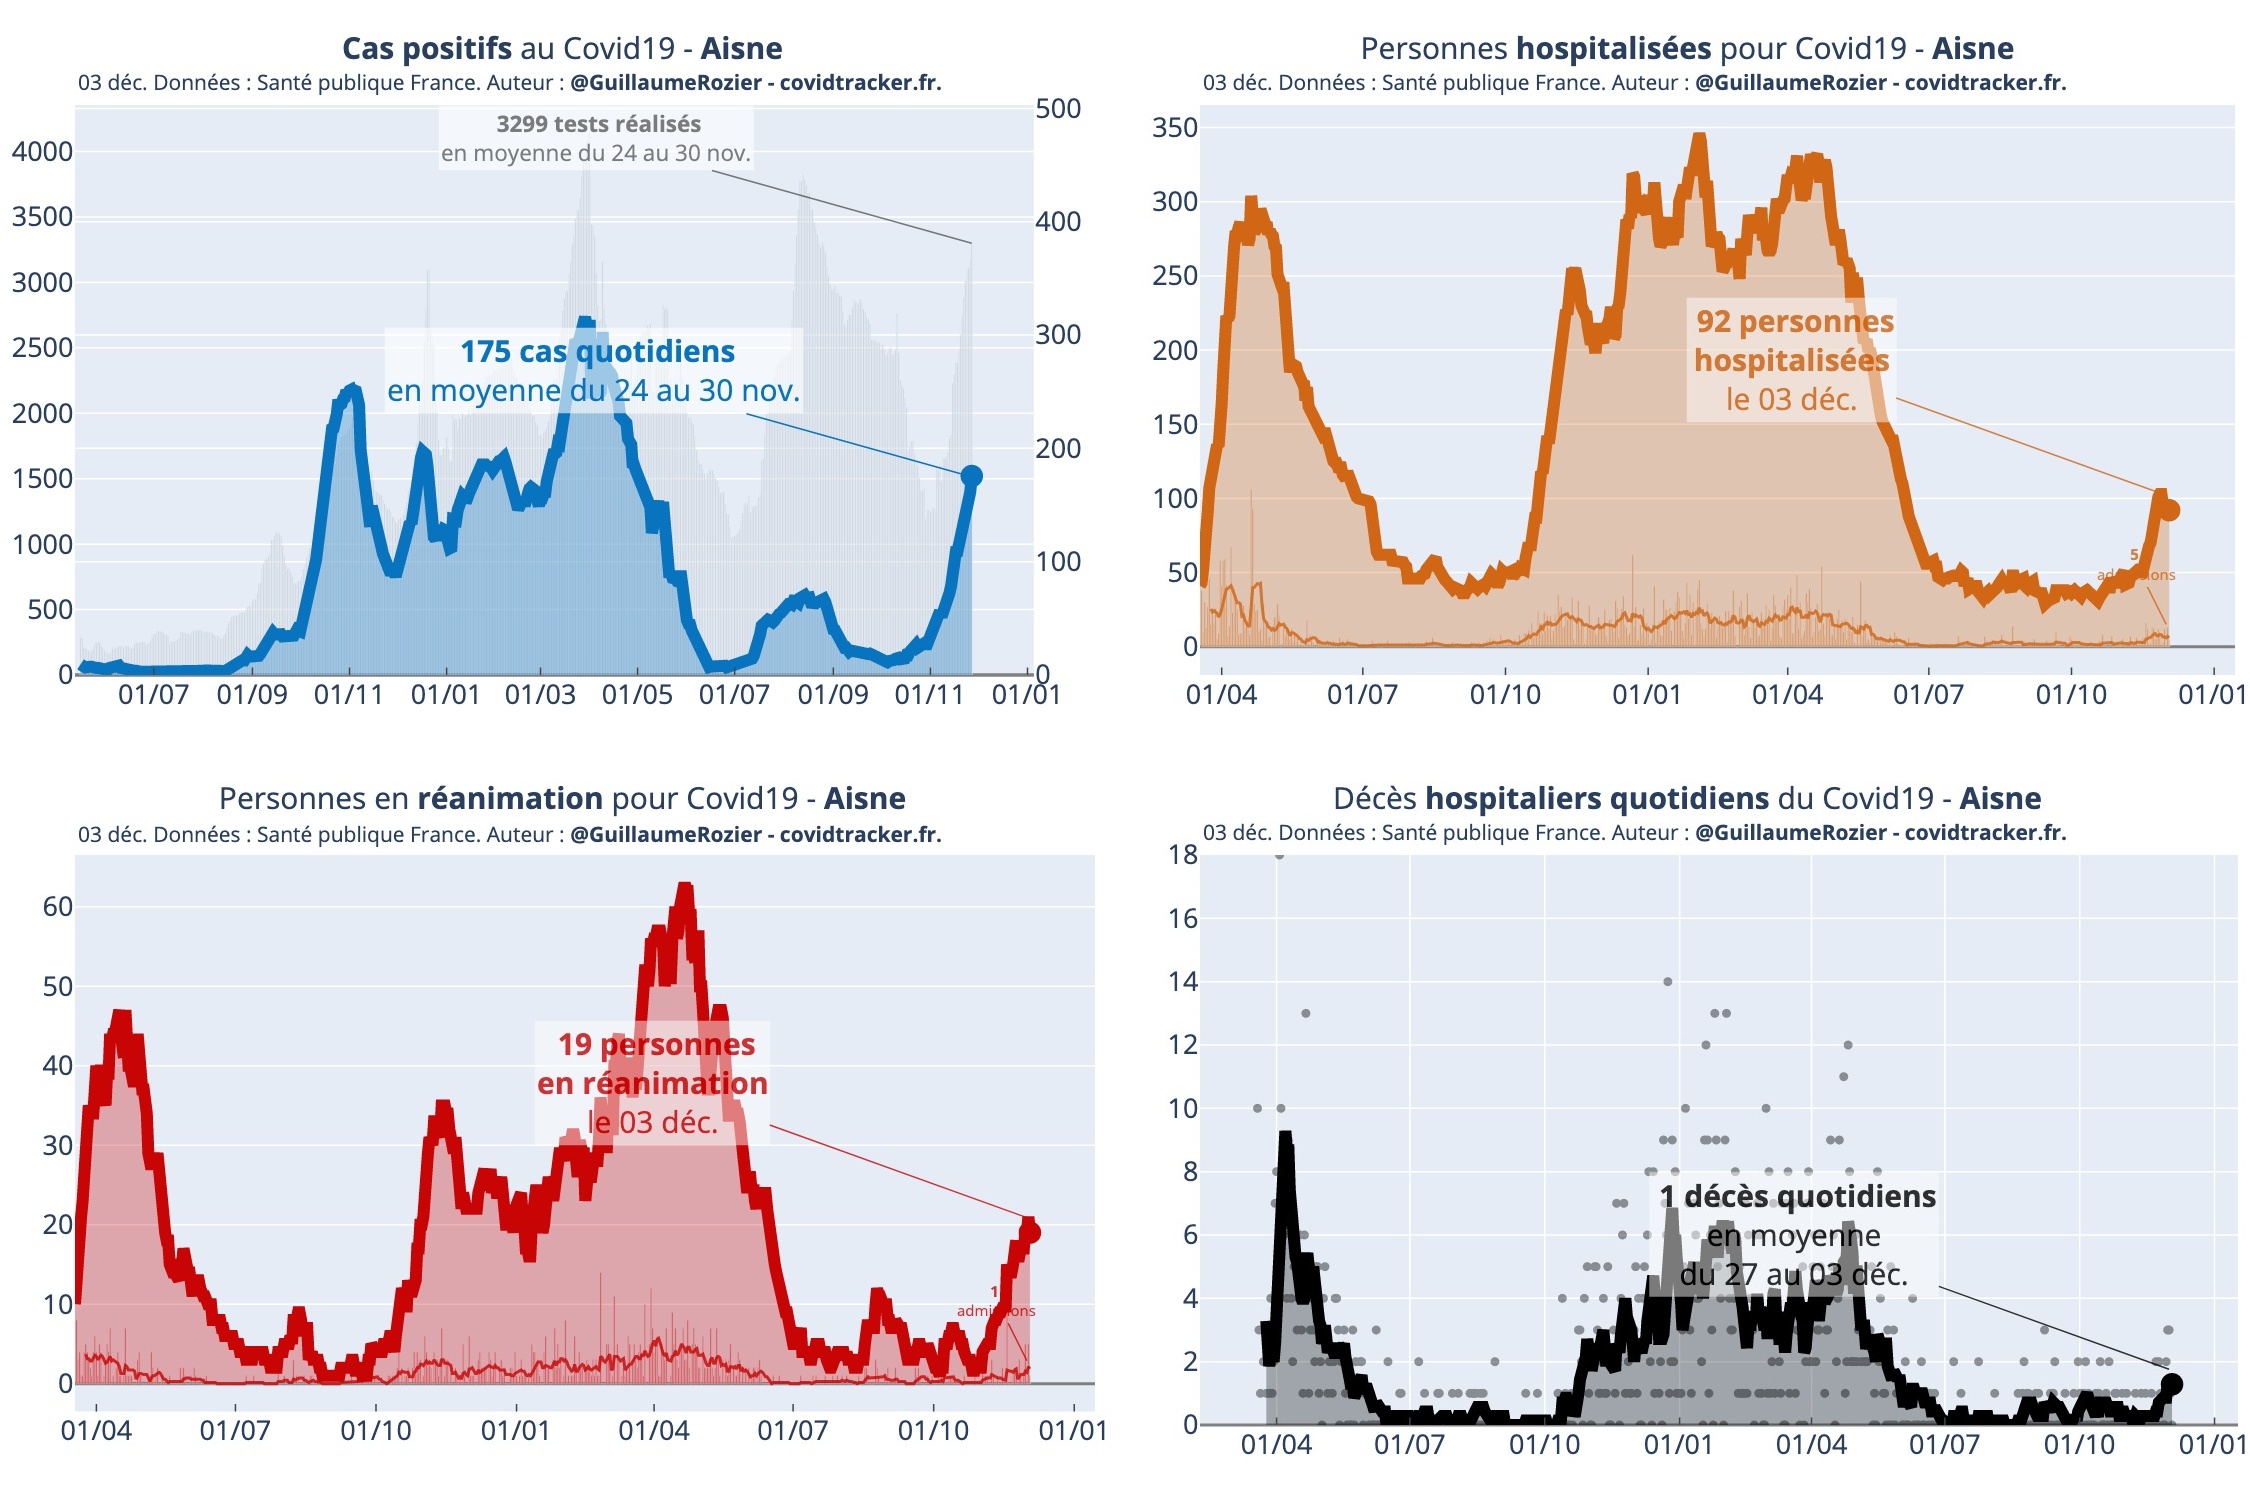 Cas positifs au Covid19 - Aisne
03 déc. Données : Santé publique France. Auteur : @GuillaumeRozier - covidtracker.fr.
3299 tests réalisés
en moyenne du 24 au 30 nov.
175 cas quotidiens
en moyenne du 24 au 30 nov.
4000
3500
3000
2500
2000
1500
1000
500
0
500
400
300
200
100
0
01/07 01/09 01/11 01/01 01/03 01/05 01/07 01/09 01/11 01/01
Personnes hospitalisées pour Covid19 - Aisne
03 déc. Données : Santé publique France. Auteur : @GuillaumeRozier - covidtracker.fr.
350
300
250
200
150
100
50
0
92 personnes
hospitalisées
le 03 déc.
5
admissions
01/04 01/07 01/10 01/01 01/04 01/07 01/10 01/01
Personnes en réanimation pour Covid19 - Aisne
03 déc. Données : Santé publique France. Auteur : @GuillaumeRozier - covidtracker.fr.
60
50
40
30
20
10
0
19 personnes
en réanimation
le 03 déc.
1
admissions
01/04 01/07 01/10 01/01 01/04 01/07 01/10 01/01
Décès hospitaliers quotidiens du Covid19 - Aisne
03 déc. Données : Santé publique France. Auteur : @GuillaumeRozier - covidtracker.fr.
18
16
14
12
10
8
6
4
2
0
1 décès quotidiens
en moyenne
du 27 au 03 déc.
01/04 01/07 01/10 01/01 01/04 01/07 01/10 01/01